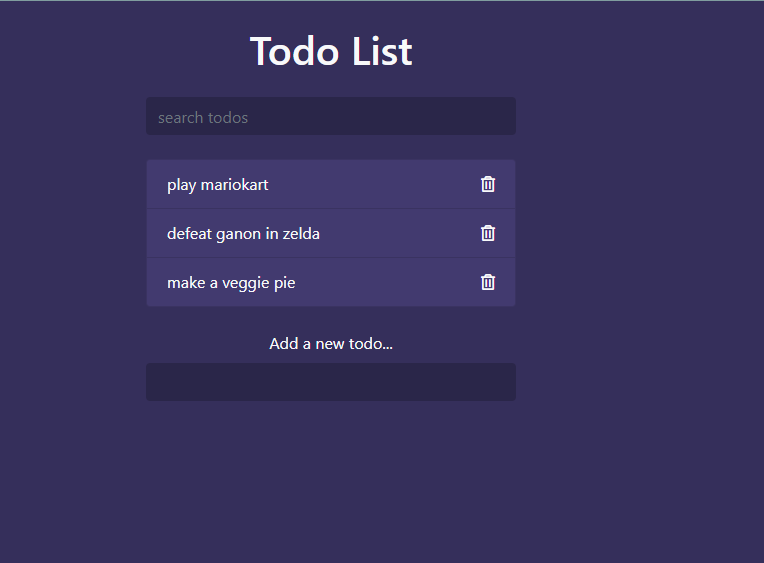 Todo List
search todos
play mariokart
defeat ganon in zelda
make a veggie pie
Add a new todo...